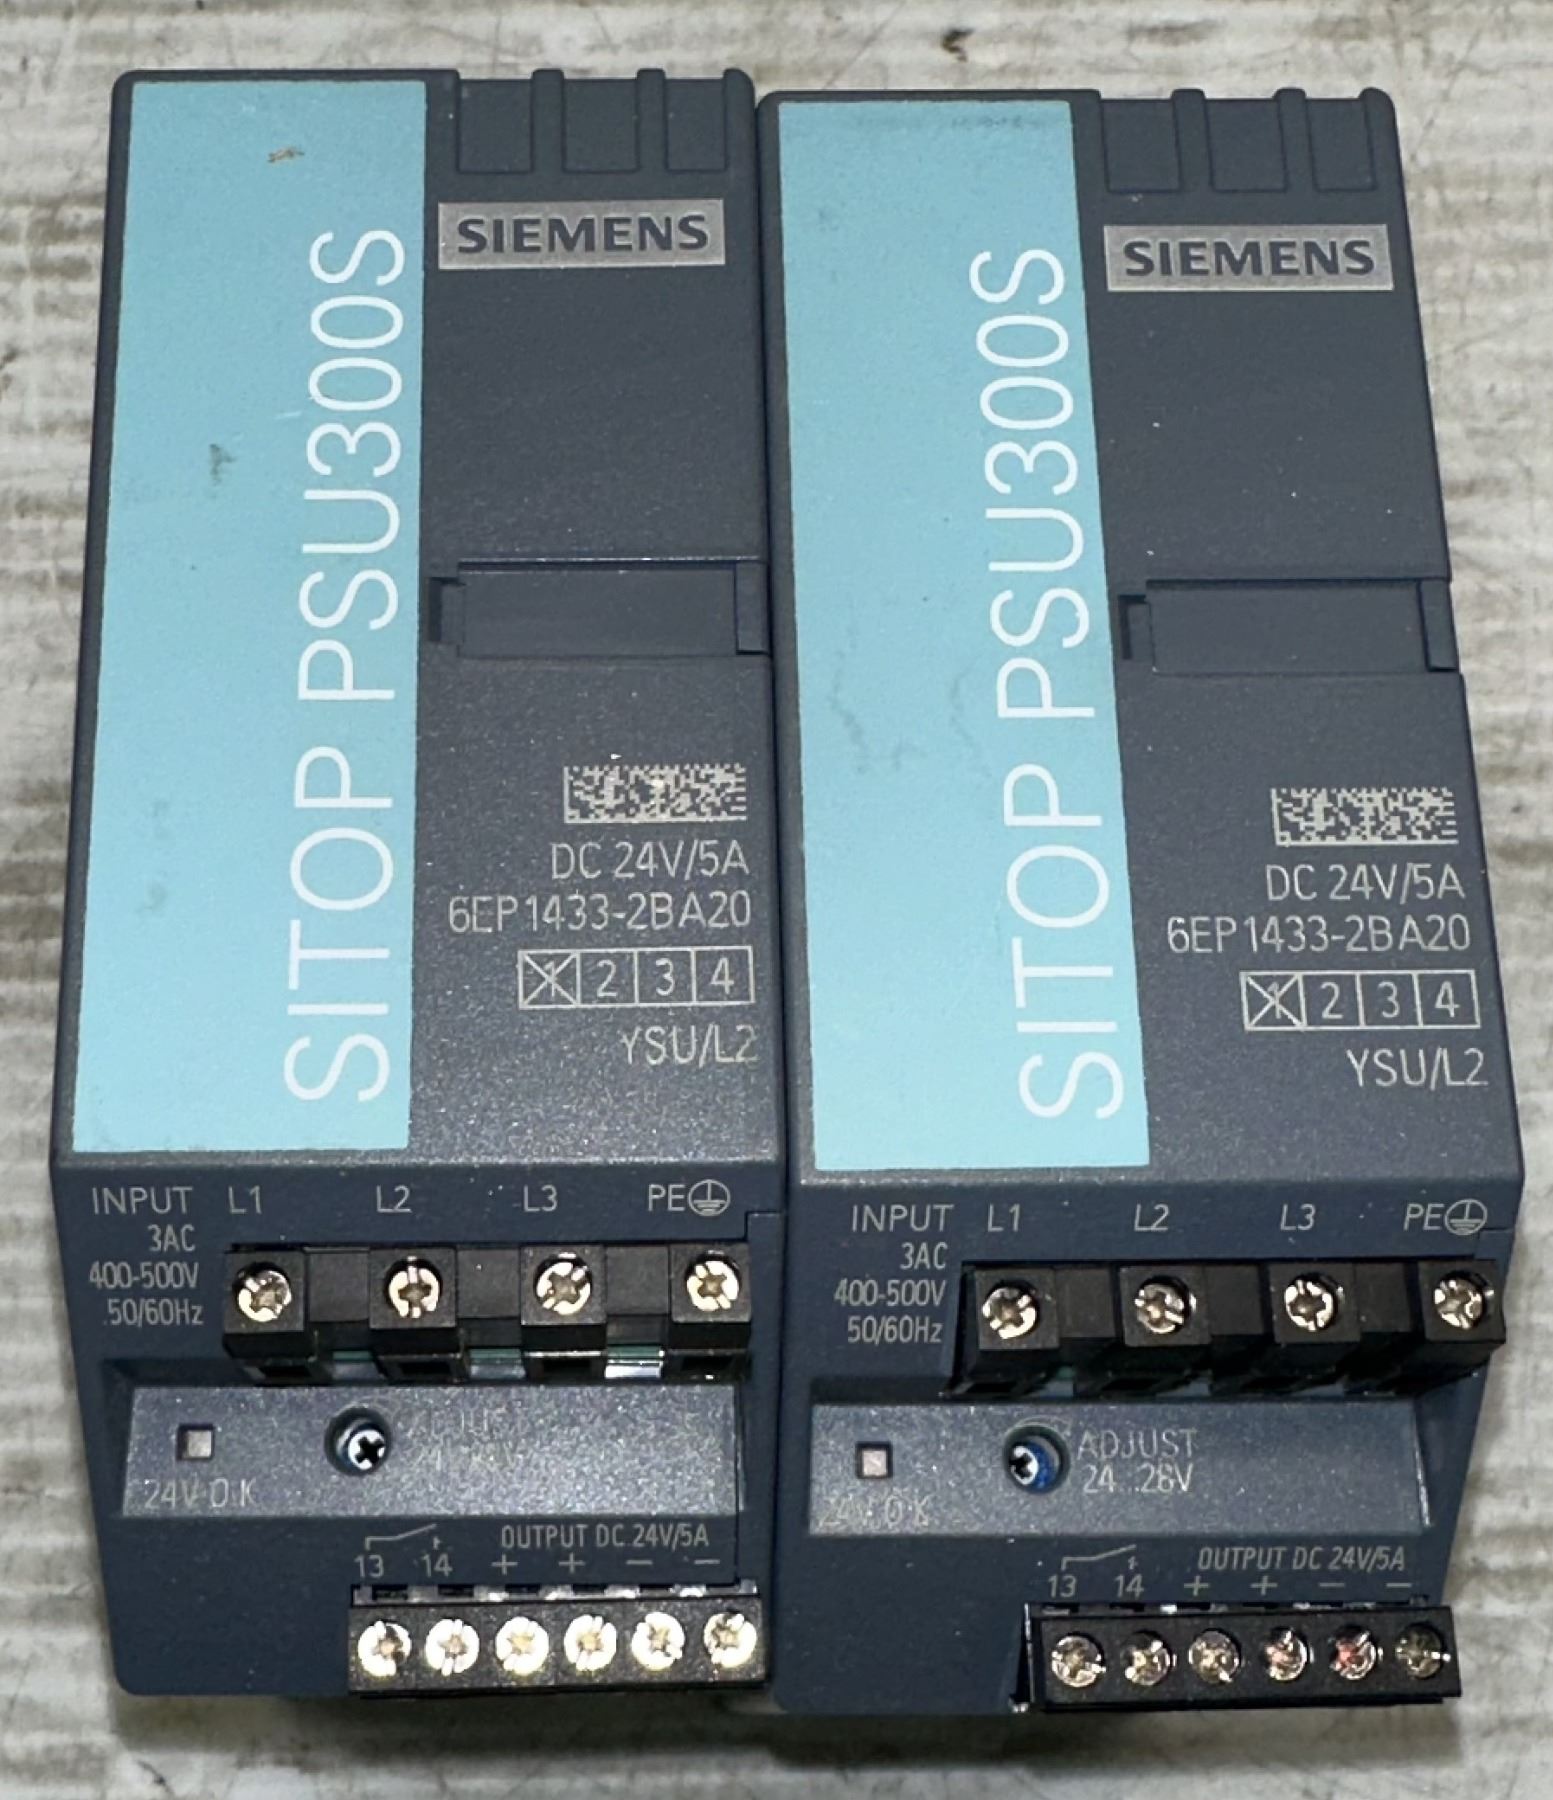 SIEMENS
SITOP PSU300S
DC 24V/5A
6EP1433-2BA20
1 2 3 4
YSU/L2
INPUT L1 L2 L3 PE
3AC
400-500V
50/60Hz
24V O K
OUTPUT DC 24V/5A
13 14 + + - -
SIEMENS
SITOP PSU300S
DC 24V/5A
6EP1433-2BA20
1 2 3 4
YSU/L2
INPUT L1 L2 L3 PE
3AC
400-500V
50/60Hz
ADJUST
24...28V
24V O K
OUTPUT DC 24V/5A
13 14 + + - -